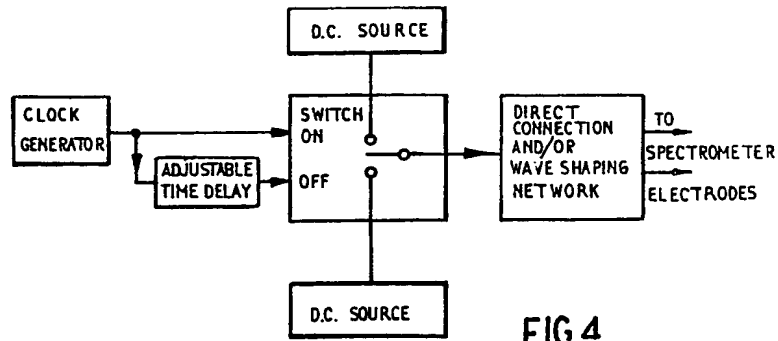 D.C. SOURCE
CLOCK
GENERATOR
ADJUSTABLE
TIME DELAY
SWITCH
ON
OFF
DIRECT
CONNECTION
AND/OR
WAVE SHAPING
NETWORK
TO
SPECTROMETER
ELECTRODES
D.C. SOURCE
FIG.4.